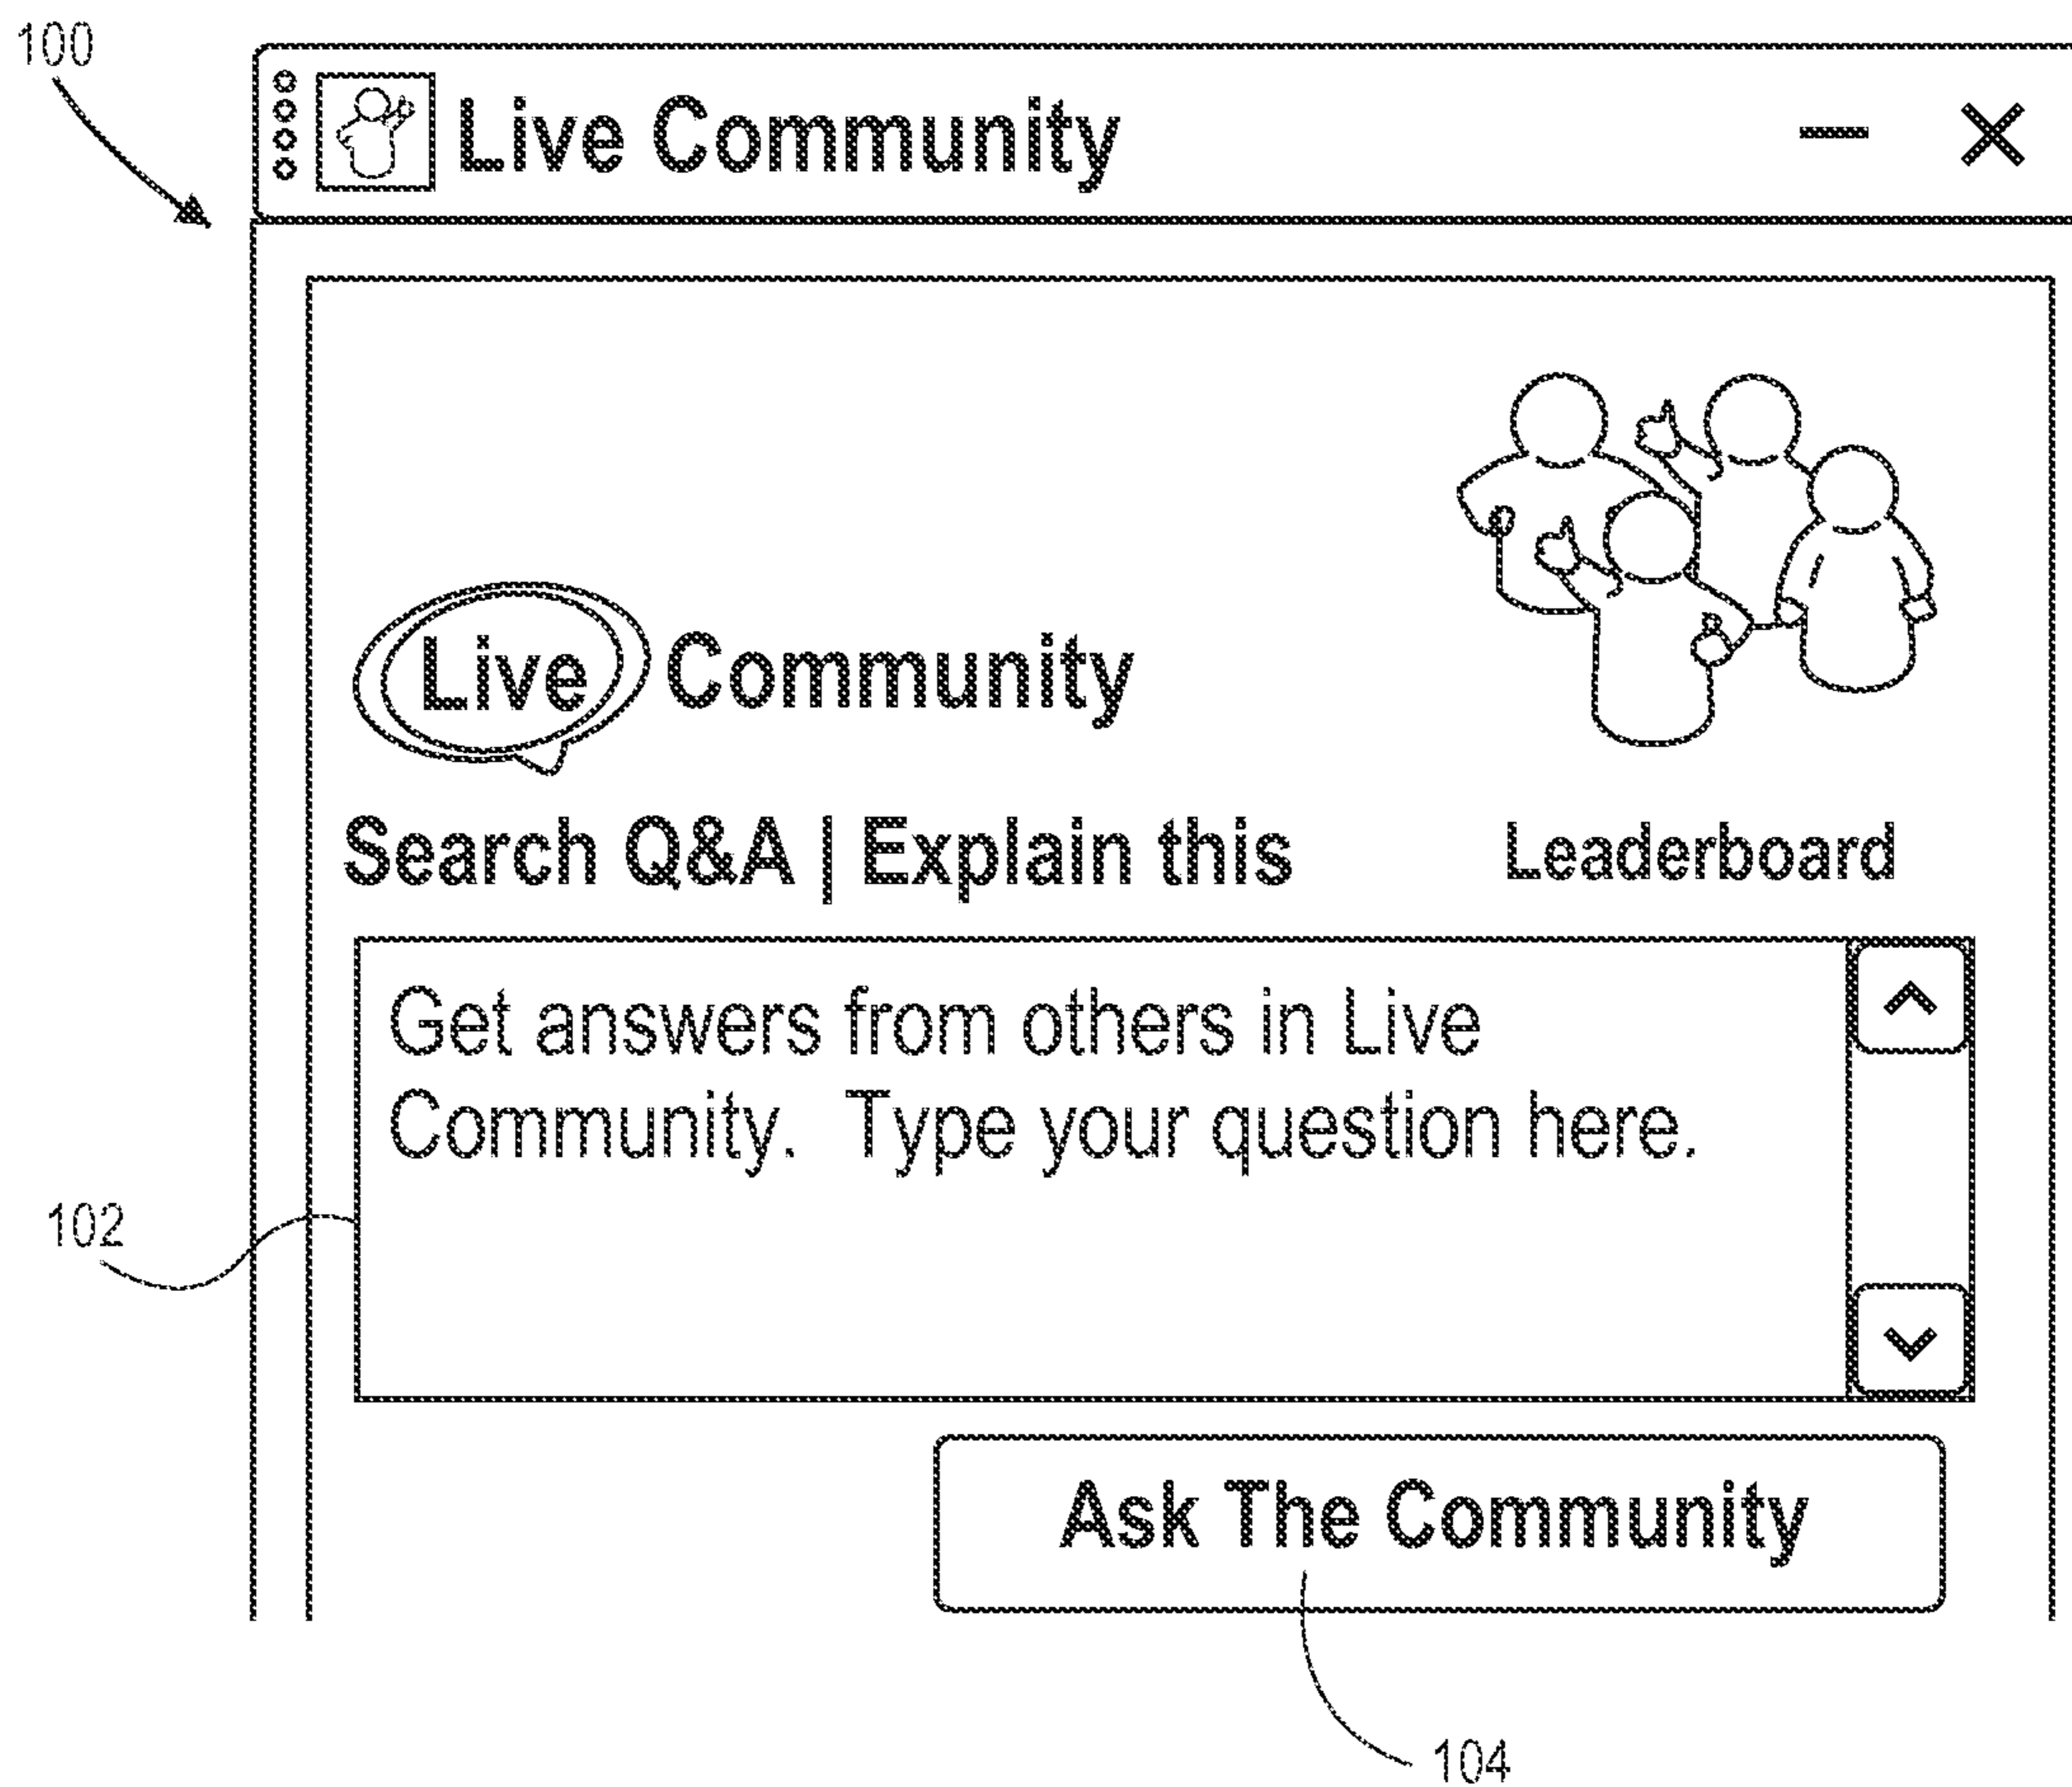 100
Live Community
Live Community
Search Q&A | Explain this
Leaderboard
Get answers from others in Live
Community. Type your question here.
102
Ask The Community
104